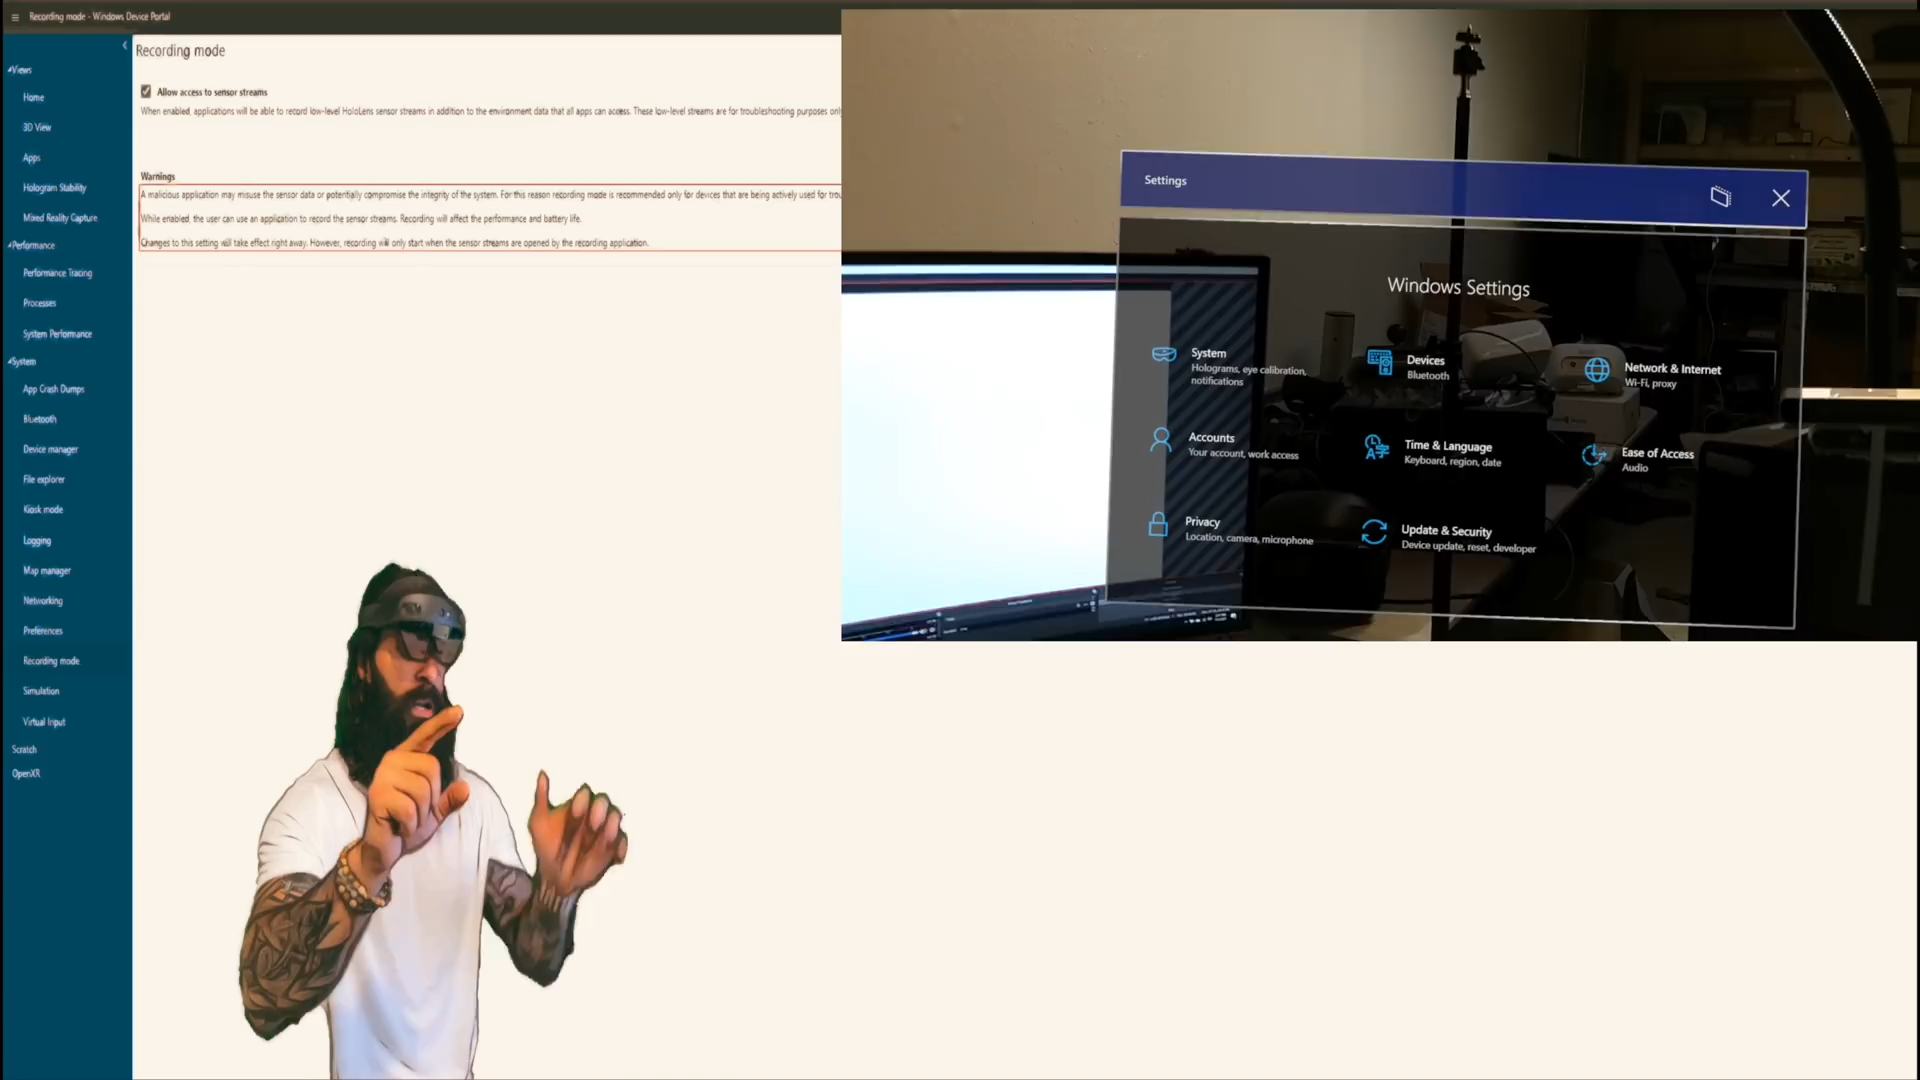 Recording mode - Windows Device Portal
Views
Home
3D View
Apps
Hologram Stability
Mixed Reality Capture
Performance
Performance Tracing
Processes
System Performance
System
App Crash Dumps
Bluetooth
Device manager
File explorer
Kiosk mode
Logging
Map manager
Networking
Preferences
Recording mode
Simulation
Virtual Input
Scratch
OpenXR
Recording mode
Allow access to sensor streams
When enabled, applications will be able to record low-level HoloLens sensor streams in addition to the environment data that all apps can access. These low-level streams are for troubleshooting purposes
Warnings
A malicious application may misuse the sensor data or potentially compromise the integrity of the system. For this reason recording mode is recommended only for devices that are being actively used for
While enabled, the user can use an application to record the sensor streams. Recording will affect the performance and battery life.
Changes to this setting will take effect right away. However, recording will only start when the sensor streams are opened by the recording application.
Settings
Windows Settings
System
Holograms, eye calibration,
notifications
Devices
Bluetooth
Network & Internet
Wi-Fi, proxy
Accounts
Your account, work access
Time & Language
Keyboard, region, date
Ease of Access
Audio
Privacy
Location, camera, microphone
Update & Security
Device update, reset, developer